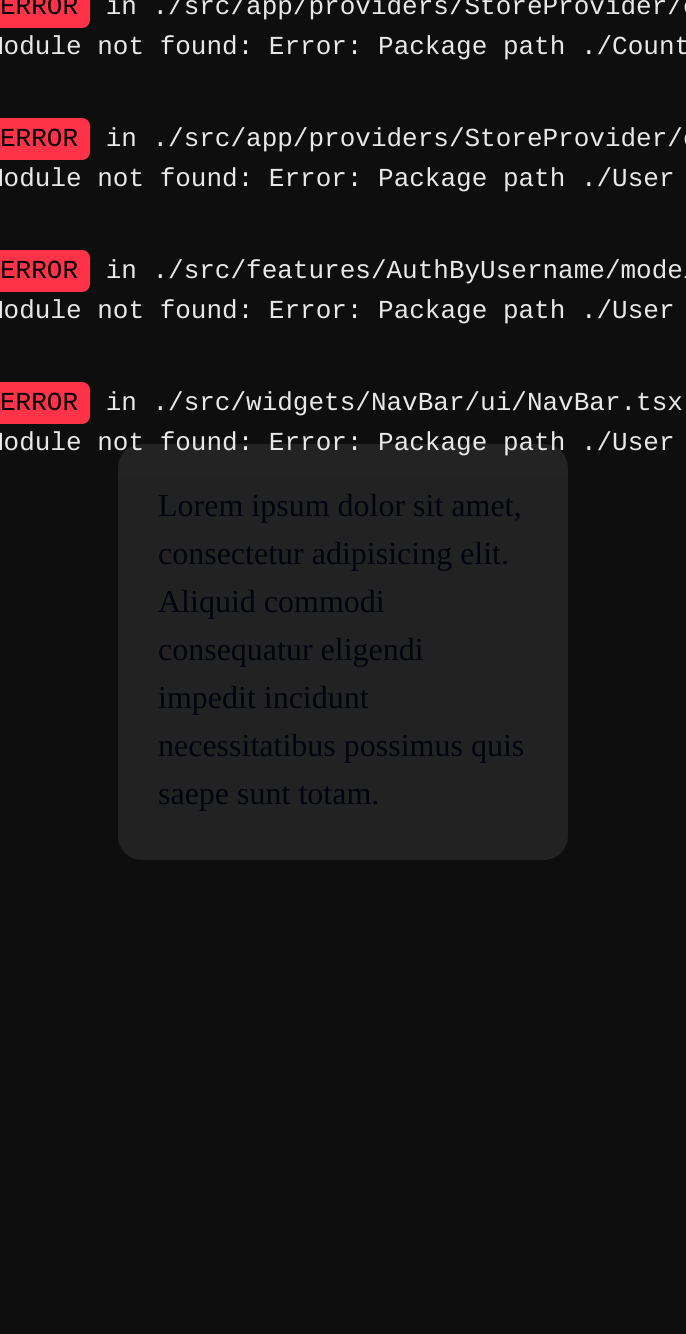 ERROR in ./src/app/providers/StoreProvider/
Module not found: Error: Package path ./Count
ERROR in ./src/app/providers/StoreProvider/
Module not found: Error: Package path ./User
ERROR in ./src/features/AuthByUsername/mode
Module not found: Error: Package path ./User
ERROR in ./src/widgets/NavBar/ui/NavBar.tsx
Module not found: Error: Package path ./User
Lorem ipsum dolor sit amet,
consectetur adipisicing elit.
Aliquid commodi
consequatur eligendi
impedit incidunt
necessitatibus possimus quis
saepe sunt totam.